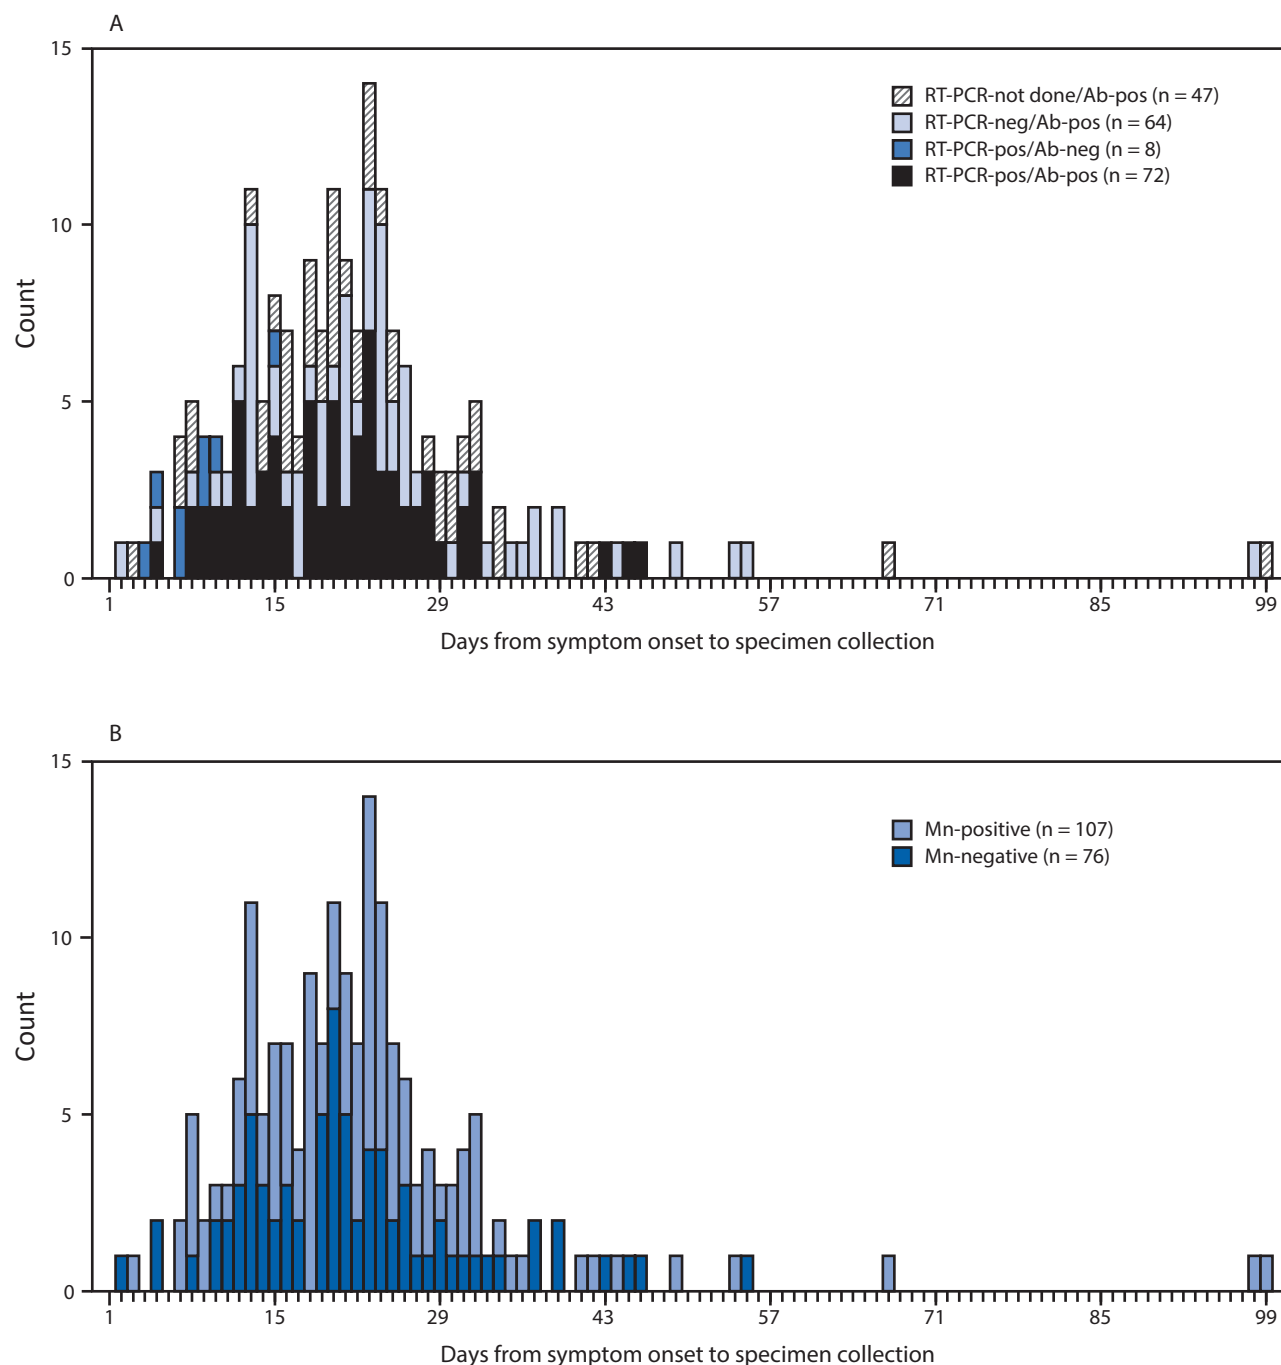 A
15
10
5
0
Count
RT-PCR-not done/Ab-pos (n = 47)
RT-PCR-neg/Ab-pos (n = 64)
RT-PCR-pos/Ab-neg (n = 8)
RT-PCR-pos/Ab-pos (n = 72)
1 15 29 43 57 71 85 99
Days from symptom onset to specimen collection
B
15
10
5
0
Count
Mn-positive (n = 107)
Mn-negative (n = 76)
1 15 29 43 57 71 85 99
Days from symptom onset to specimen collection